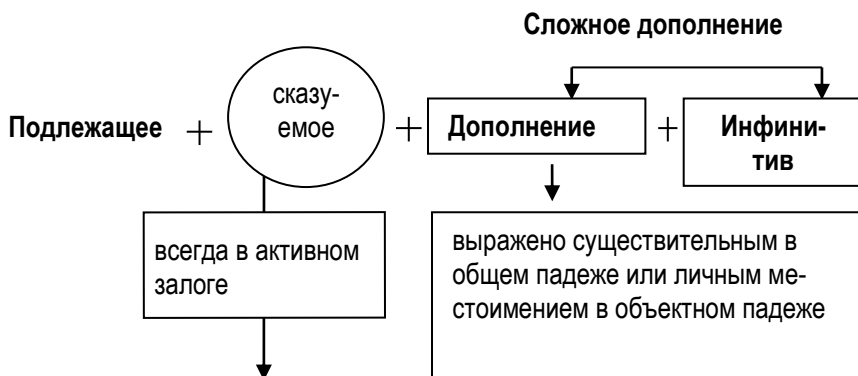 Сложное дополнение
Подлежащее + сказу-
емое + Дополнение + Инфини-
тив
всегда в активном
залоге
выражено существительным в
общем падеже или личным ме-
стоимением в объектном падеже